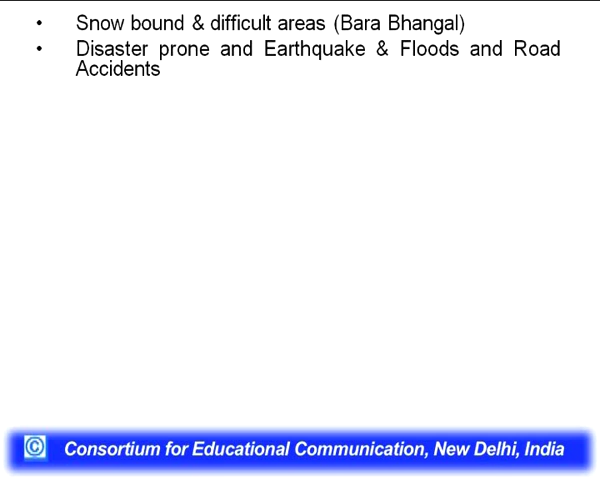 • Snow bound & difficult areas (Bara Bhangal)
• Disaster prone and Earthquake & Floods and Road
Accidents
© Consortium for Educational Communication, New Delhi, India